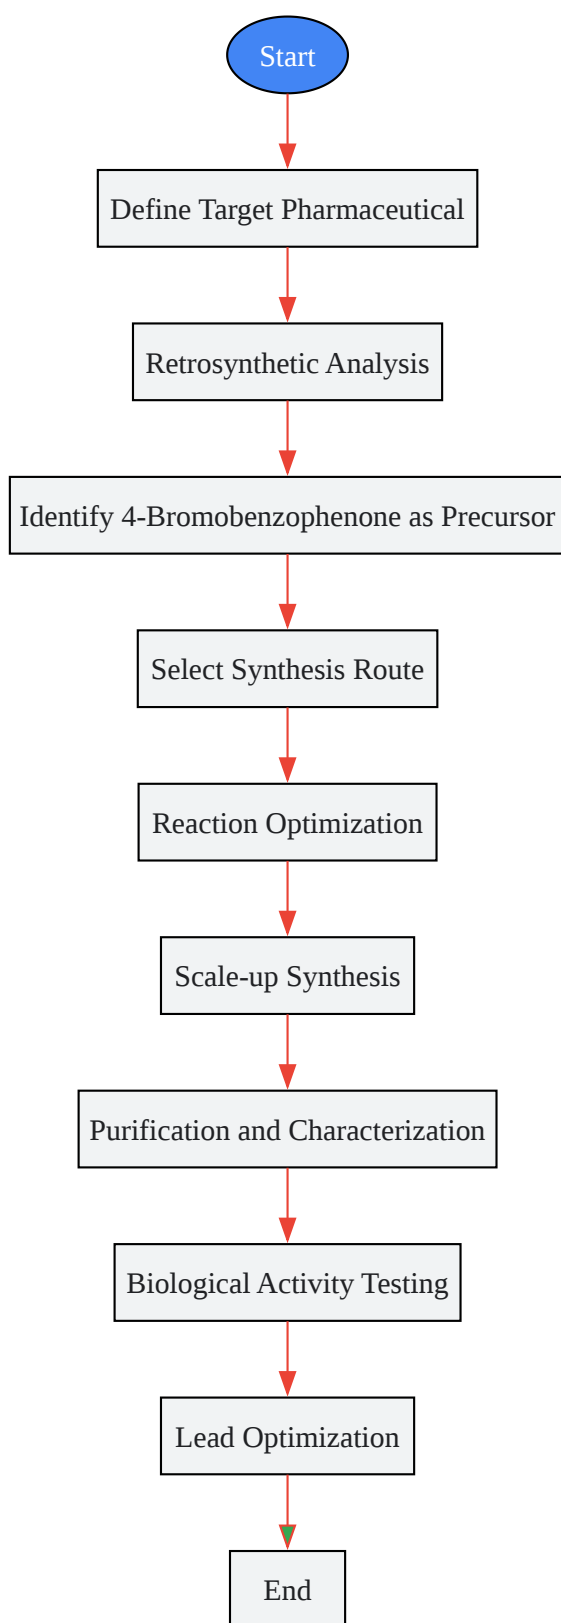 Start
Define Target Pharmaceutical
Retrosynthetic Analysis
Identify 4-Bromobenzophenone as Precursor
Select Synthesis Route
Reaction Optimization
Scale-up Synthesis
Purification and Characterization
Biological Activity Testing
Lead Optimization
End